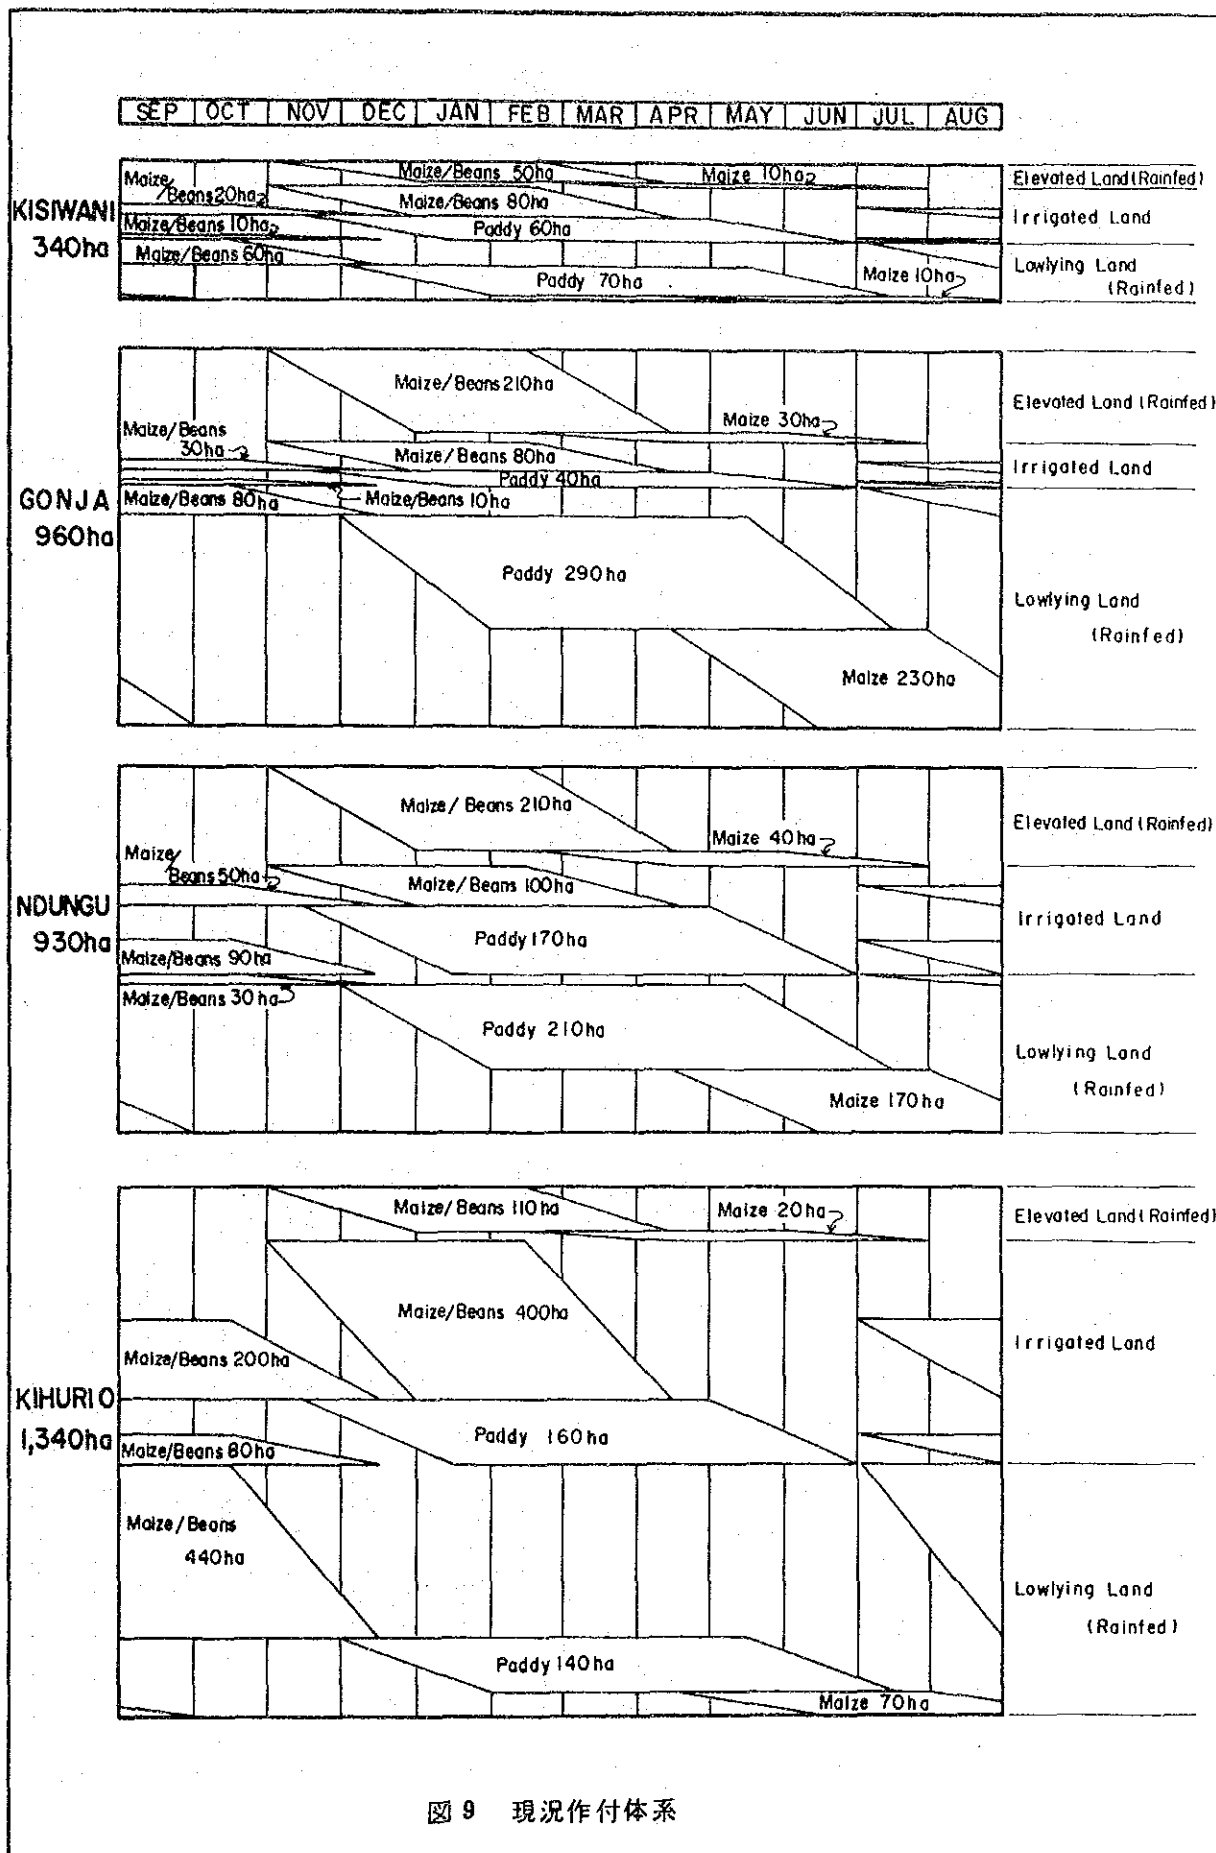 SEP OCT NOV DEC JAN FEB MAR APR MAY JUN JUL AUG
KISIWANI
340ha
Maize/
Beans 20ha
Maize/Beans 50ha
Maize 10ha
Elevated Land (Rainfed)
Maize/Beans 80ha
Irrigated Land
Maize/Beans 10ha
Paddy 60ha
Maize/Beans 60ha
Lowlying Land
(Rainfed)
Paddy 70ha
Maize 10ha
GONJA
960ha
Maize/Beans 210ha
Elevated Land (Rainfed)
Maize 30ha
Maize/Beans
30ha
Maize/Beans 80ha
Irrigated Land
Paddy 40ha
Maize/Beans 80ha
Maize/Beans 10ha
Paddy 290ha
Lowlying Land
(Rainfed)
Maize 230ha
NDUNGU
930ha
Maize/Beans 210ha
Elevated Land (Rainfed)
Maize 40ha
Maize/
Beans 50ha
Maize/Beans 100ha
Irrigated Land
Paddy 170ha
Maize/Beans 90ha
Maize/Beans 30ha
Paddy 210ha
Lowlying Land
(Rainfed)
Maize 170ha
KIHURIO
1,340ha
Maize/Beans 110ha
Maize 20ha
Elevated Land (Rainfed)
Maize/Beans 400ha
Irrigated Land
Maize/Beans 200ha
Paddy 160ha
Maize/Beans 80ha
Maize/Beans
440ha
Lowlying Land
(Rainfed)
Paddy 140ha
Maize 70ha
図 9 現況作付体系